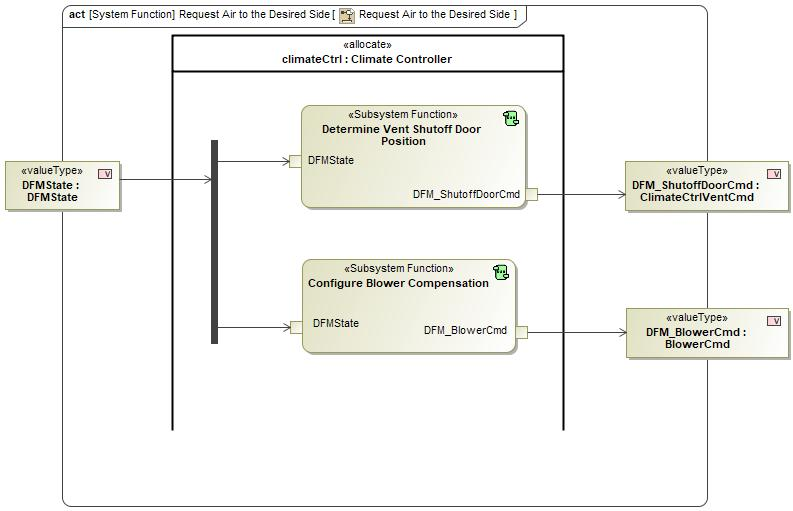 act [System Function] Request Air to the Desired Side [ Request Air to the Desired Side ]
«allocate»
climateCtrl : Climate Controller
«Subsystem Function»
Determine Vent Shutoff Door
Position
DFMState
DFM_ShutoffDoorCmd
«valueType»
DFMState :
DFMState
V
«valueType»
DFM_ShutoffDoorCmd :
ClimateCtrlVentCmd
V
«Subsystem Function»
Configure Blower Compensation
DFMState
DFM_BlowerCmd
«valueType»
DFM_BlowerCmd :
BlowerCmd
V